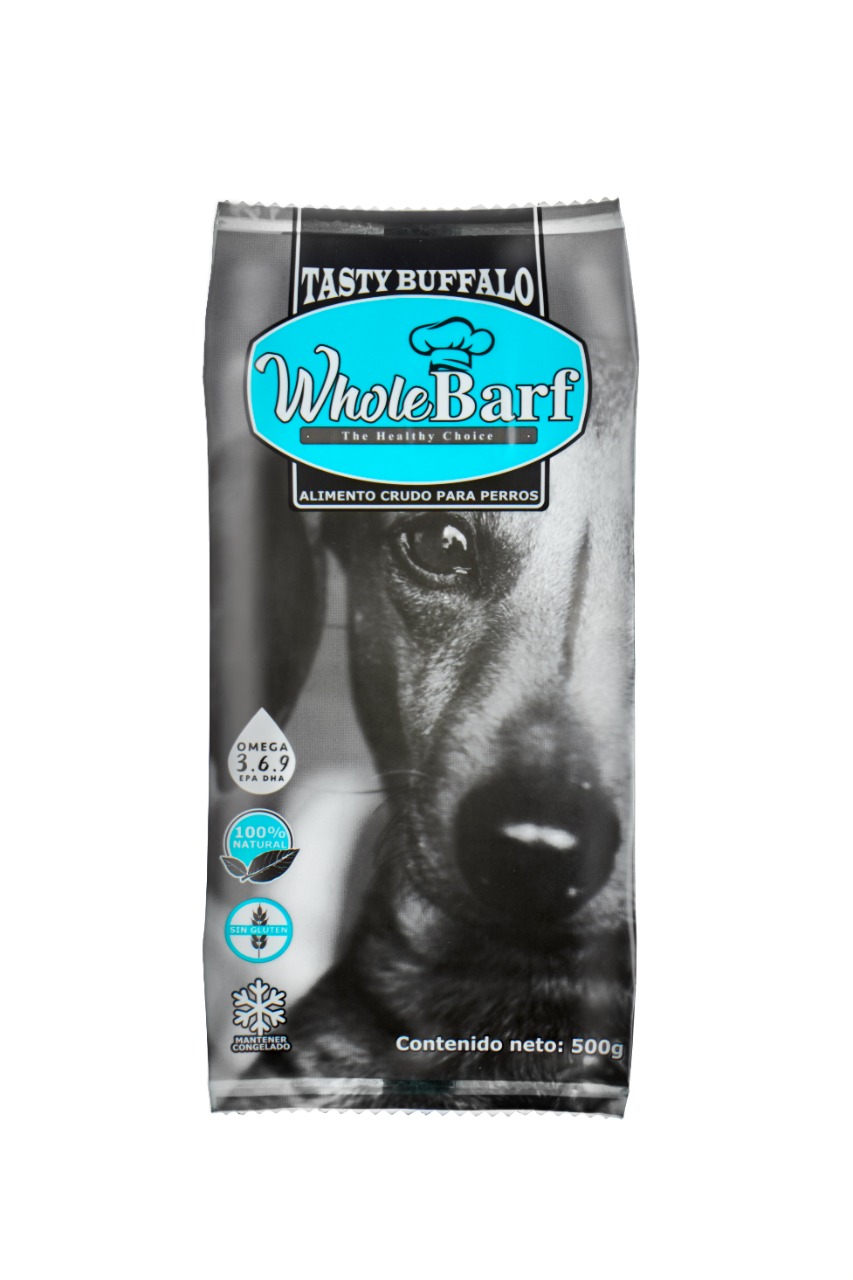 TASTY BUFFALO
WholeBarf
The Healthy Choice
ALIMENTO CRUDO PARA PERROS
OMEGA
3.6.9
EPA DHA
100%
NATURAL
SIN GLUTEN
MANTENER
CONGELADO
Contenido neto: 500g